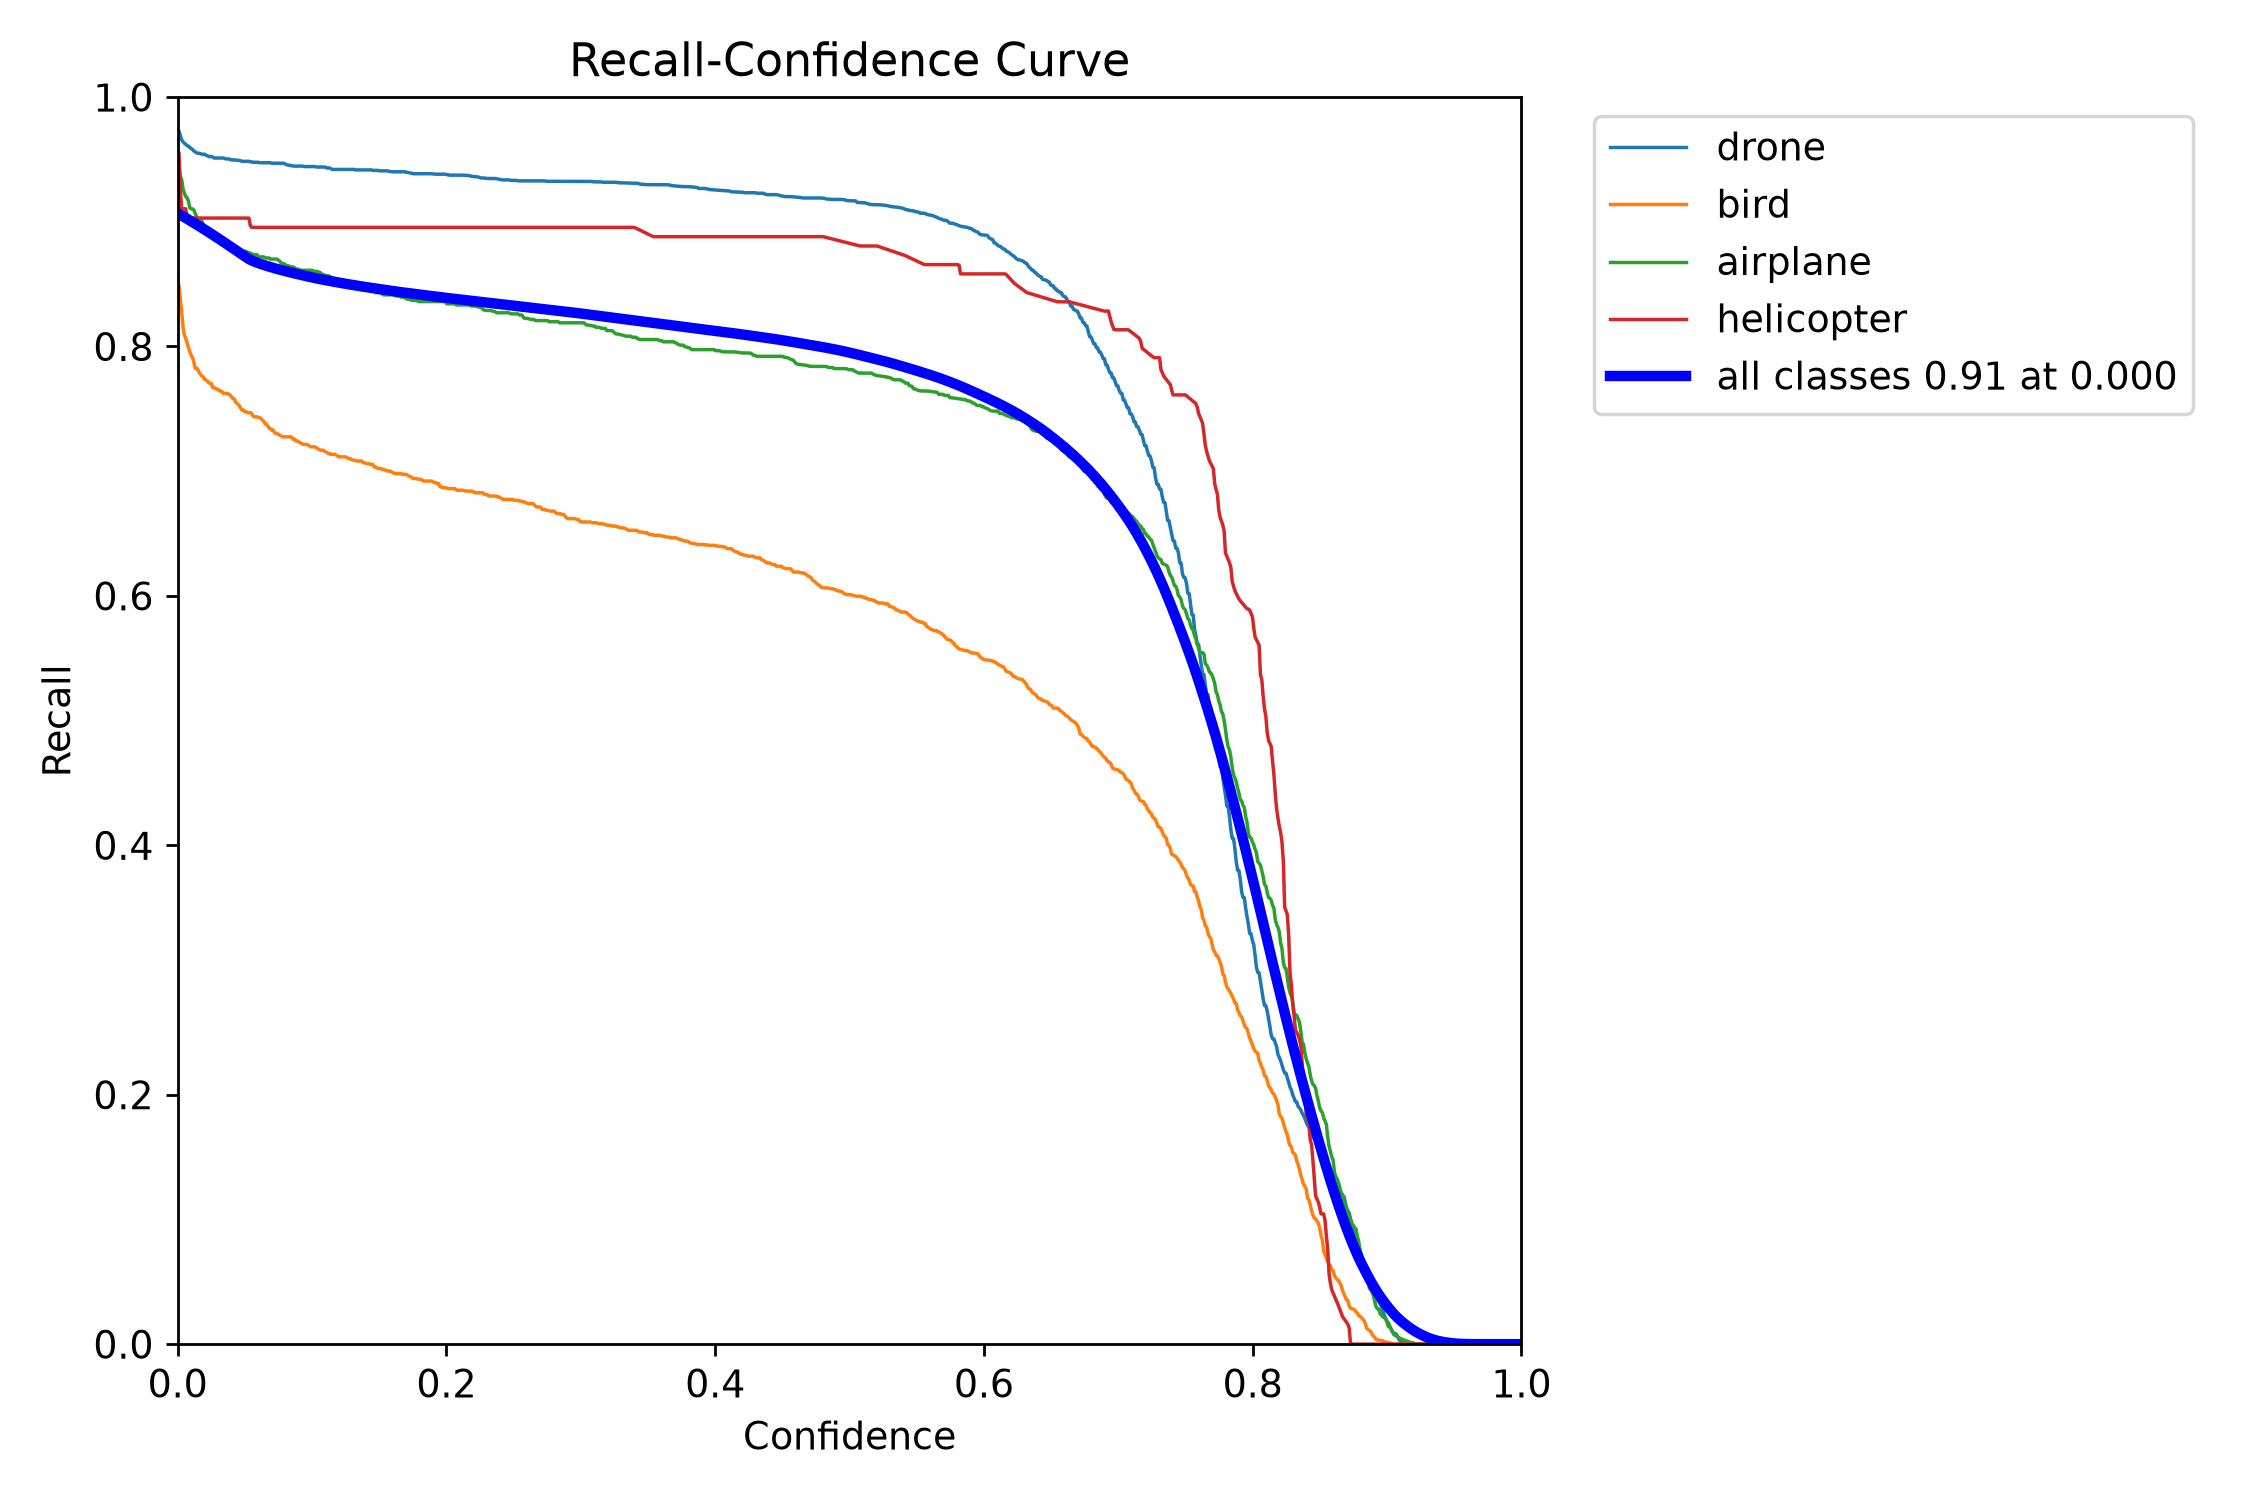 Recall-Confidence Curve
1.0
0.8
0.6
0.4
0.2
0.0
Recall
0.0 0.2 0.4 0.6 0.8 1.0
Confidence
drone
bird
airplane
helicopter
all classes 0.91 at 0.000